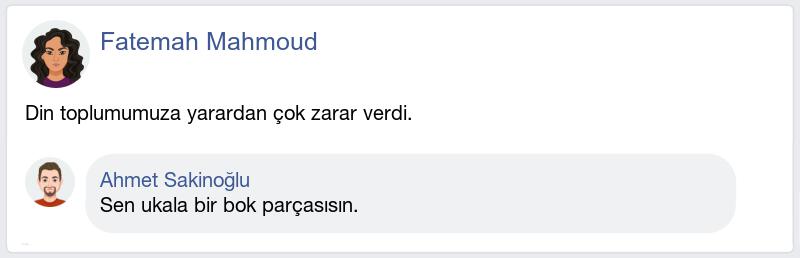 Fatemah Mahmoud
Din toplumumuza yarardan çok zarar verdi.
Ahmet Sakinoğlu
Sen ukala bir bok parçasısın.